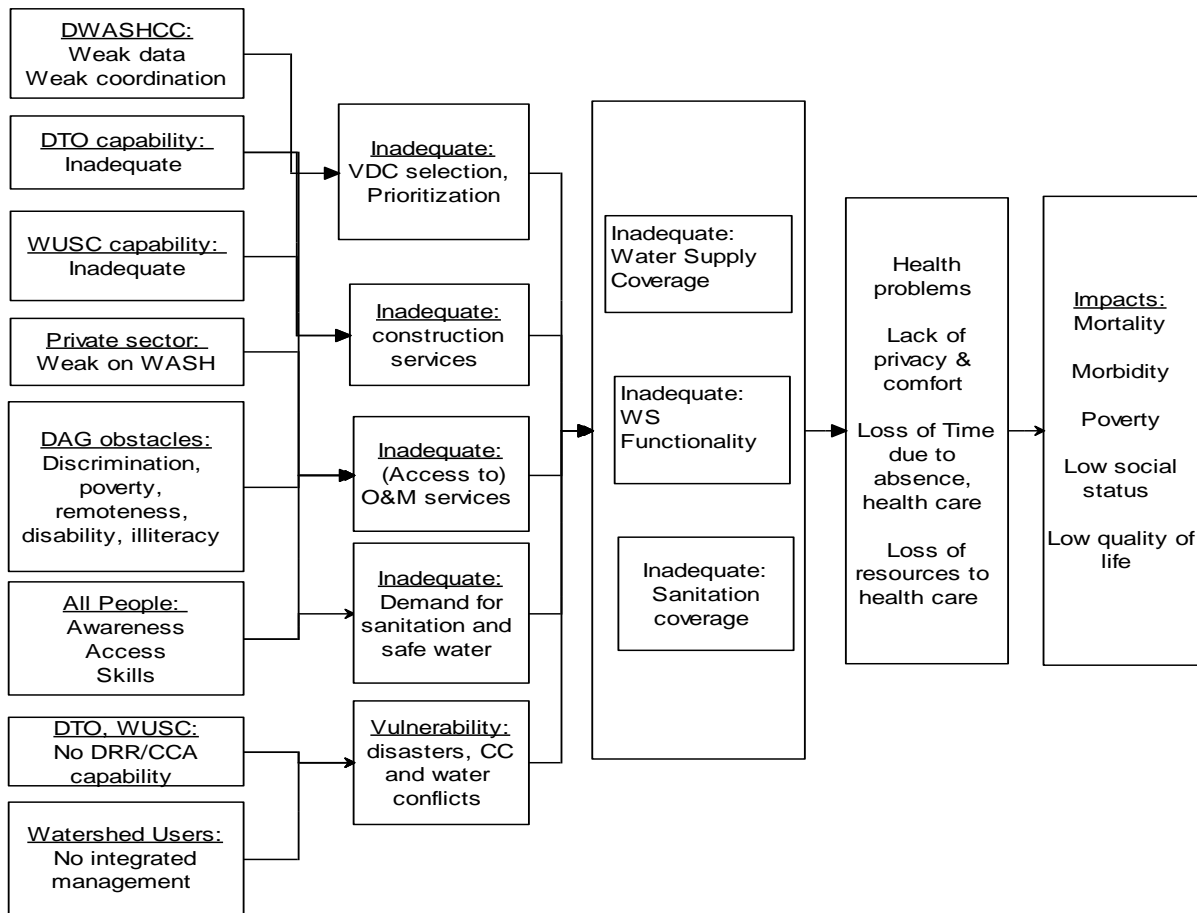 DWASHCC:
Weak data
Weak coordination
DTO capability:
Inadequate
WUSC capability:
Inadequate
Private sector:
Weak on WASH
DAG obstacles:
Discrimination,
poverty,
remoteness,
disability, illiteracy
All People:
Awareness
Access
Skills
DTO, WUSC:
No DRR/CCA
capability
Watershed Users:
No integrated
management
Inadequate:
VDC selection,
Prioritization
Inadequate:
construction
services
Inadequate:
(Access to)
O&M services
Inadequate:
Demand for
sanitation and
safe water
Vulnerability:
disasters, CC
and water
conflicts
Inadequate:
Water Supply
Coverage
Inadequate:
WS
Functionality
Inadequate:
Sanitation
coverage
Health
problems
Lack of
privacy &
comfort
Loss of Time
due to
absence,
health care
Loss of
resources to
health care
Impacts:
Mortality
Morbidity
Poverty
Low social
status
Low quality of
life